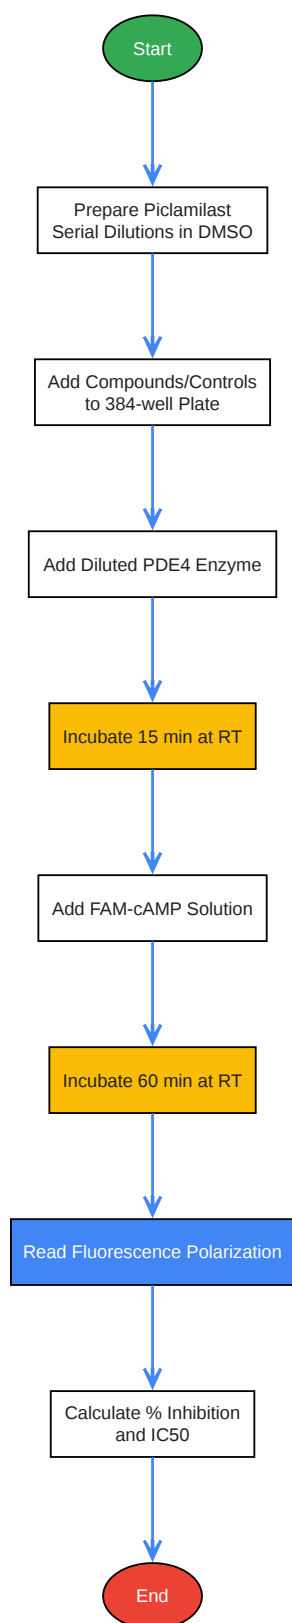 Start
Prepare Piclamilast
Serial Dilutions in DMSO
Add Compounds/Controls
to 384-well Plate
Add Diluted PDE4 Enzyme
Incubate 15 min at RT
Add FAM-cAMP Solution
Incubate 60 min at RT
Read Fluorescence Polarization
Calculate % Inhibition
and IC50
End